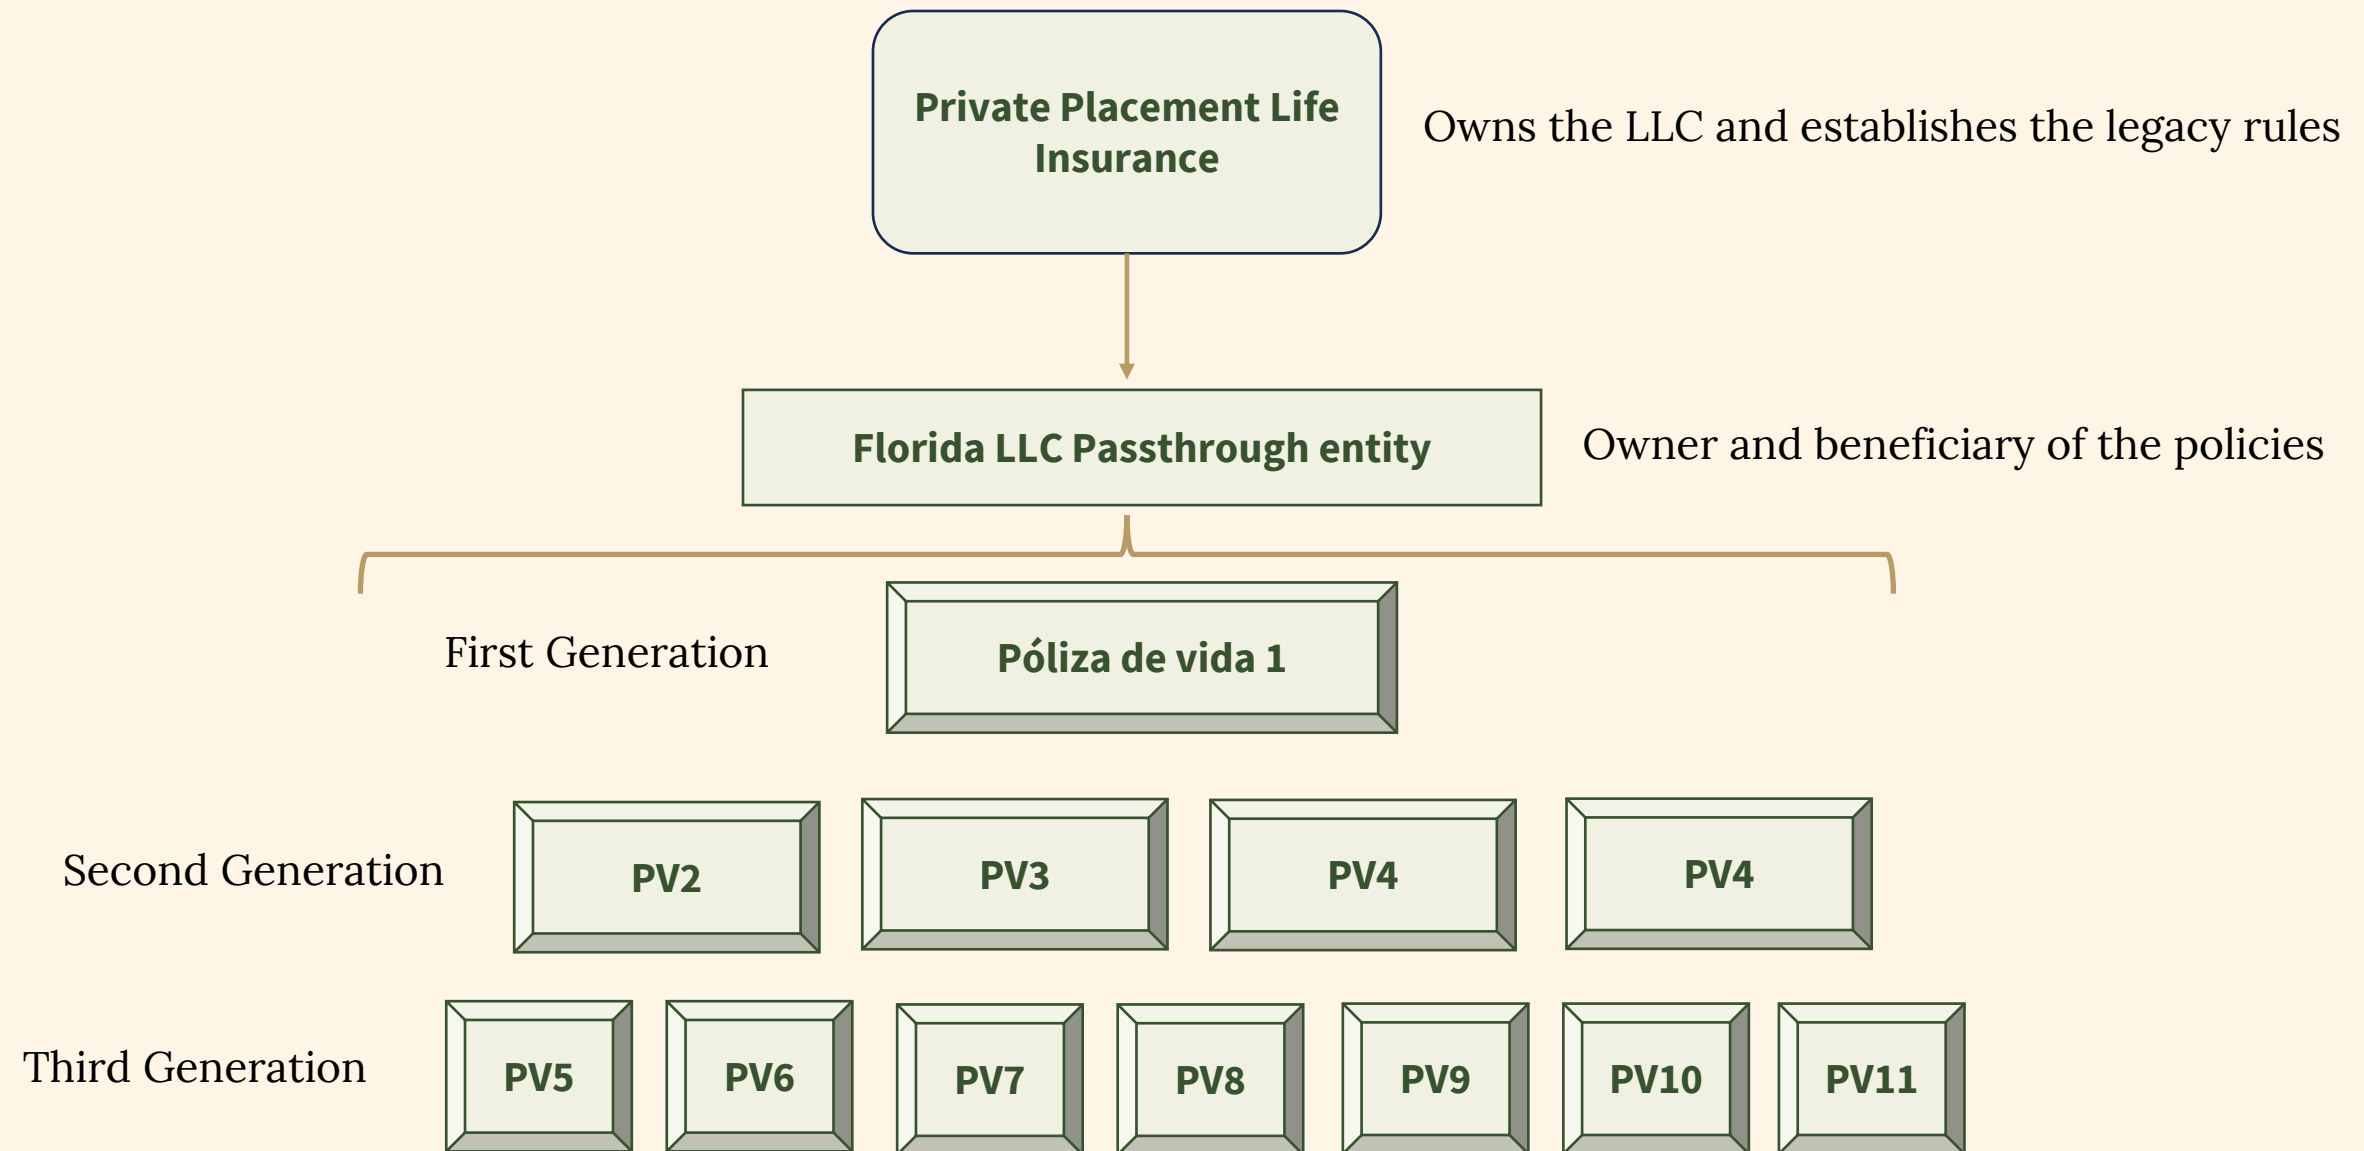 Private Placement Life
Insurance
Owns the LLC and establishes the legacy rules
Florida LLC Passthrough entity
Owner and beneficiary of the policies
First Generation
Póliza de vida 1
Second Generation
PV2
PV3
PV4
PV4
Third Generation
PV5
PV6
PV7
PV8
PV9
PV10
PV11